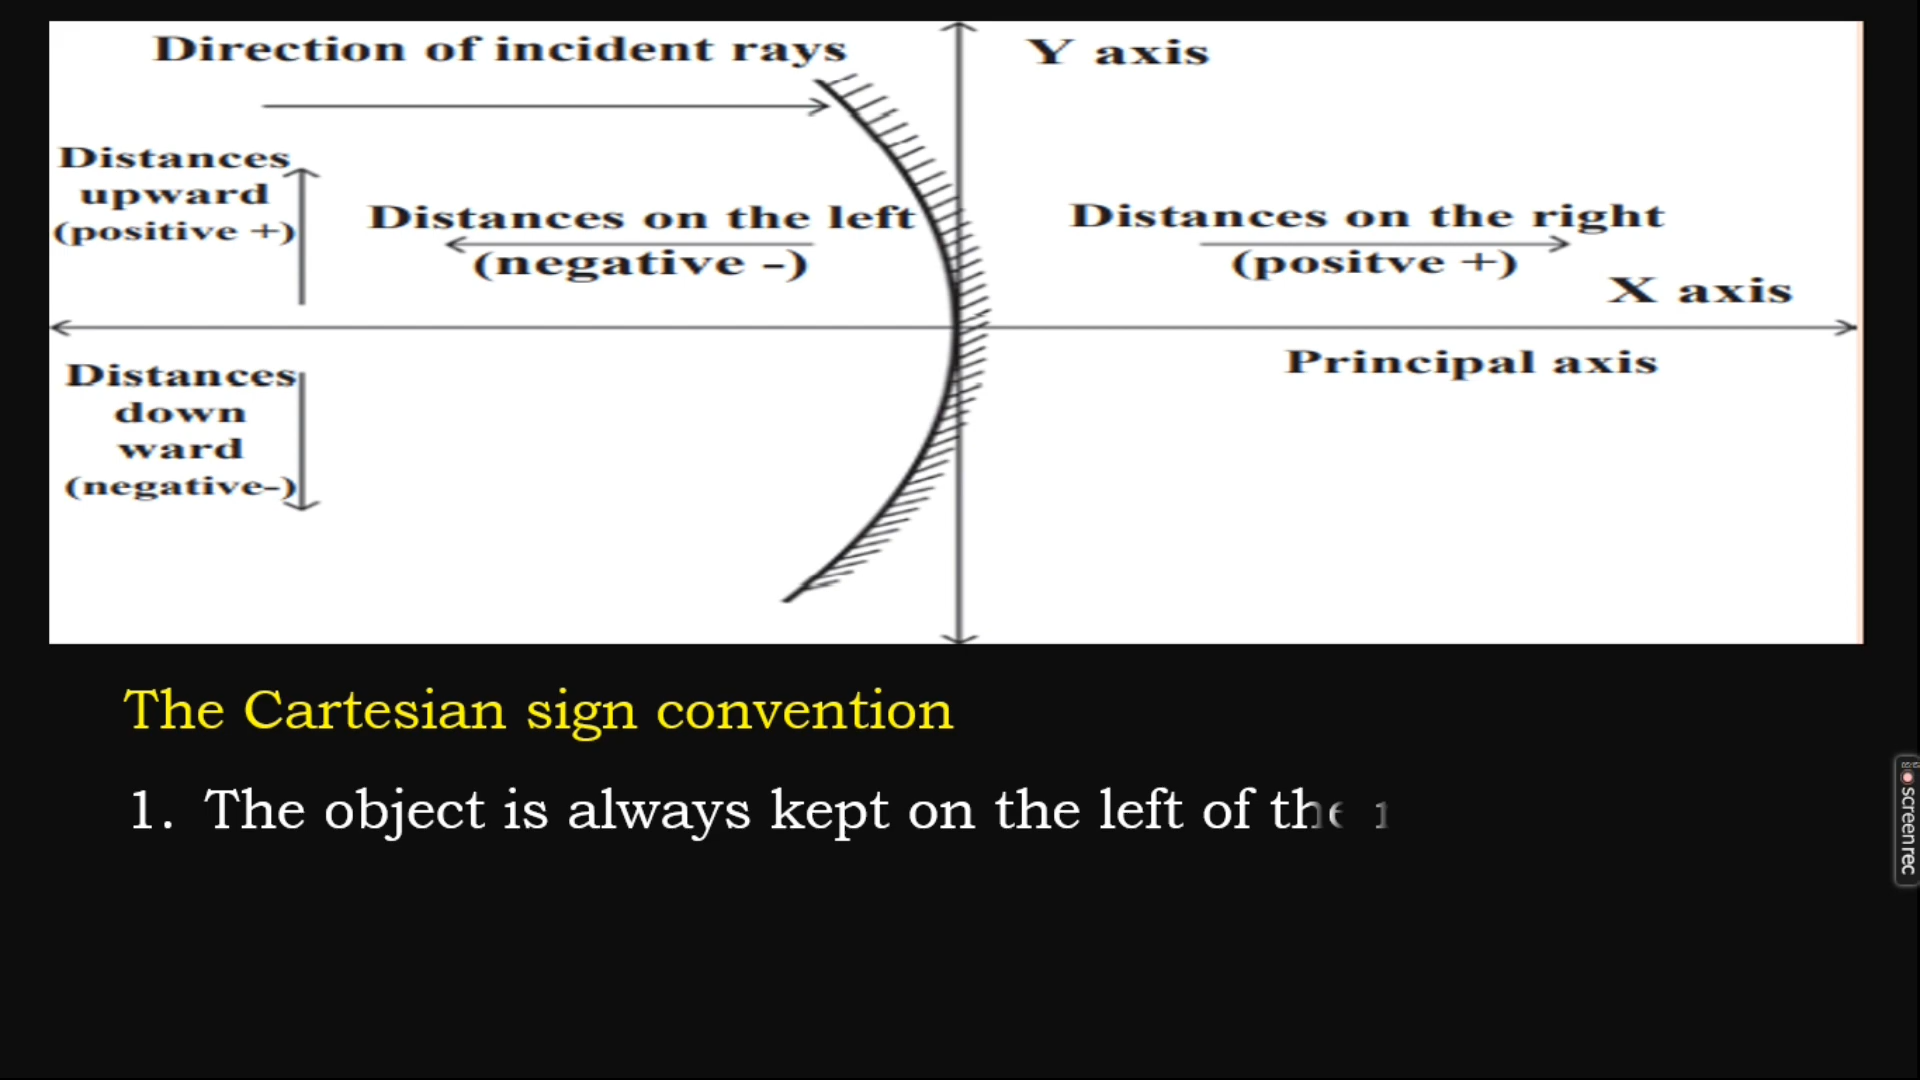 Direction of incident rays
Y axis
Distances
upward
(positive +)
Distances on the left
(negative -)
Distances on the right
(positve +)
X axis
Principal axis
Distances
down
ward
(negative-)
The Cartesian sign convention
1. The object is always kept on the left of the
screenrec